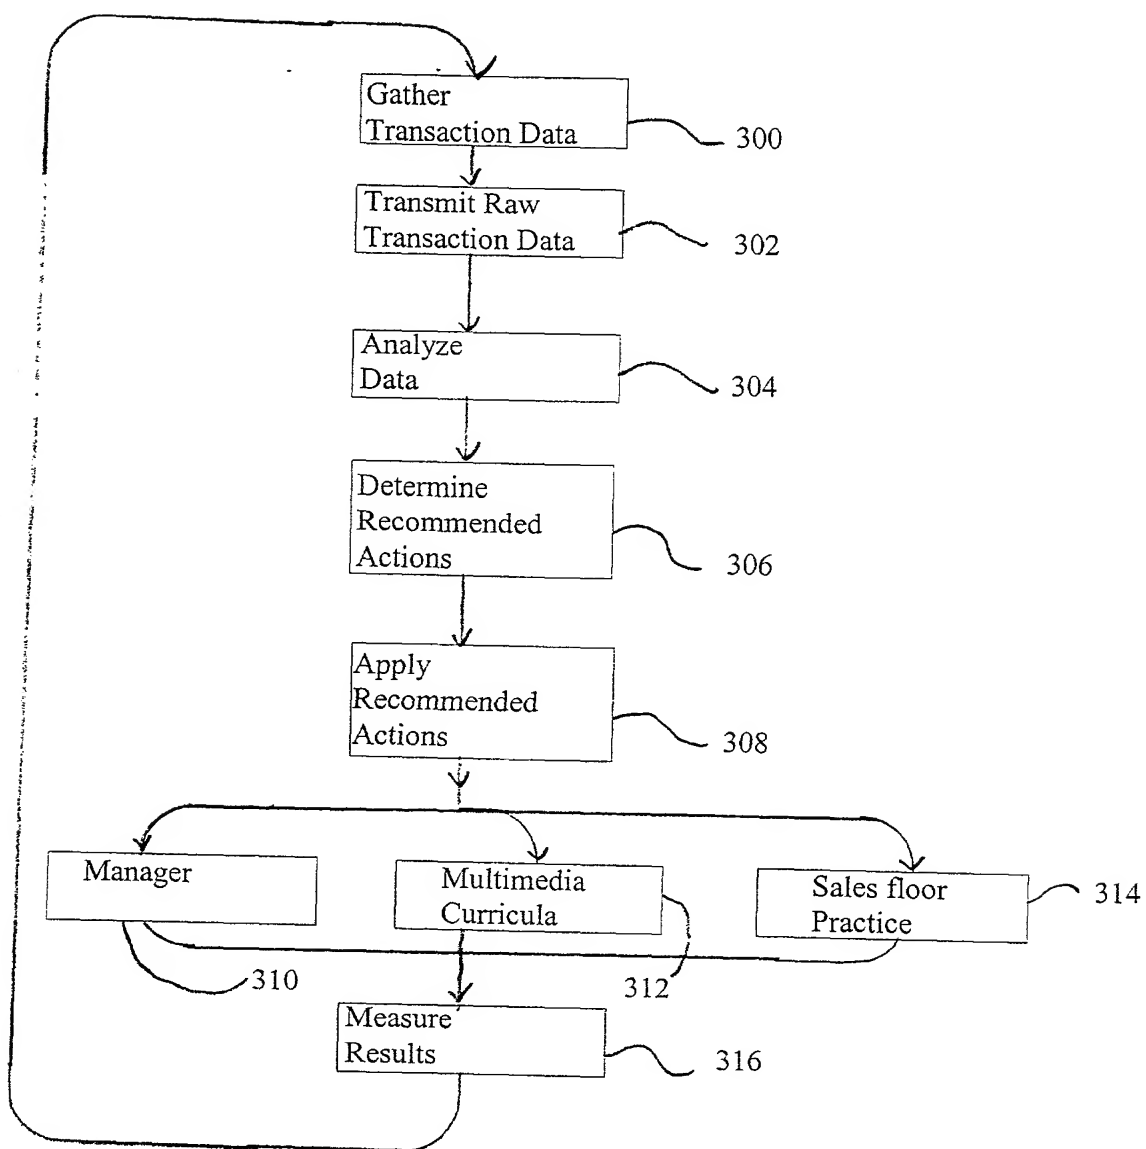 Gather
Transaction Data
300
Transmit Raw
Transaction Data
302
Analyze
Data
304
Determine
Recommended
Actions
306
Apply
Recommended
Actions
308
Manager
Multimedia
Curricula
Sales floor
Practice
314
310
312
Measure
Results
316